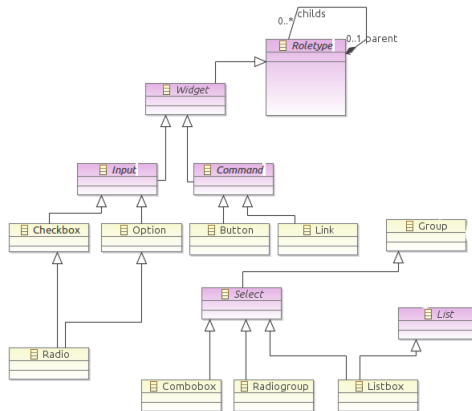 childs
0..*
0..1 parent
Roletype
Widget
Input
Command
Checkbox
Option
Button
Link
Group
Select
List
Radio
Combobox
Radiogroup
Listbox